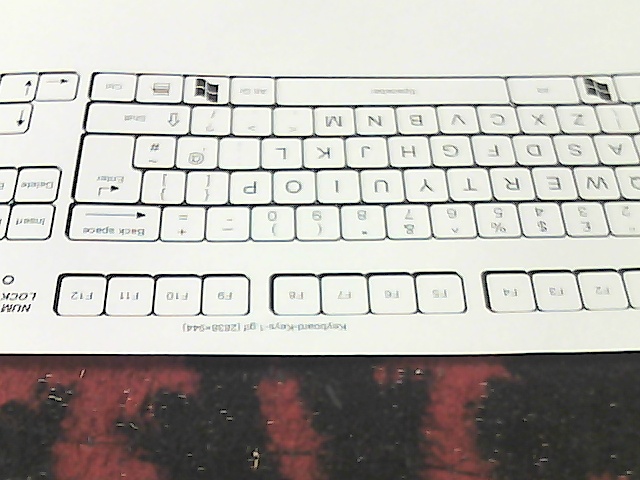 Keyboard-Keys-1.gif (2838×944)
F2 F3 F4 F5 F6 F7 F8 F9 F10 F11 F12 NUM LOCK
£ $ % ^ & * ( ) _ +
2 3 4 5 6 7 8 9 0 - = Back space Insert
Q W E R T Y U I O P { } Enter Delete
[ ]
A S D F G H J K L @ ~
#
Z X C V B N M < > ? Shift
/
Alt Spacebar Alt Gr Ctrl